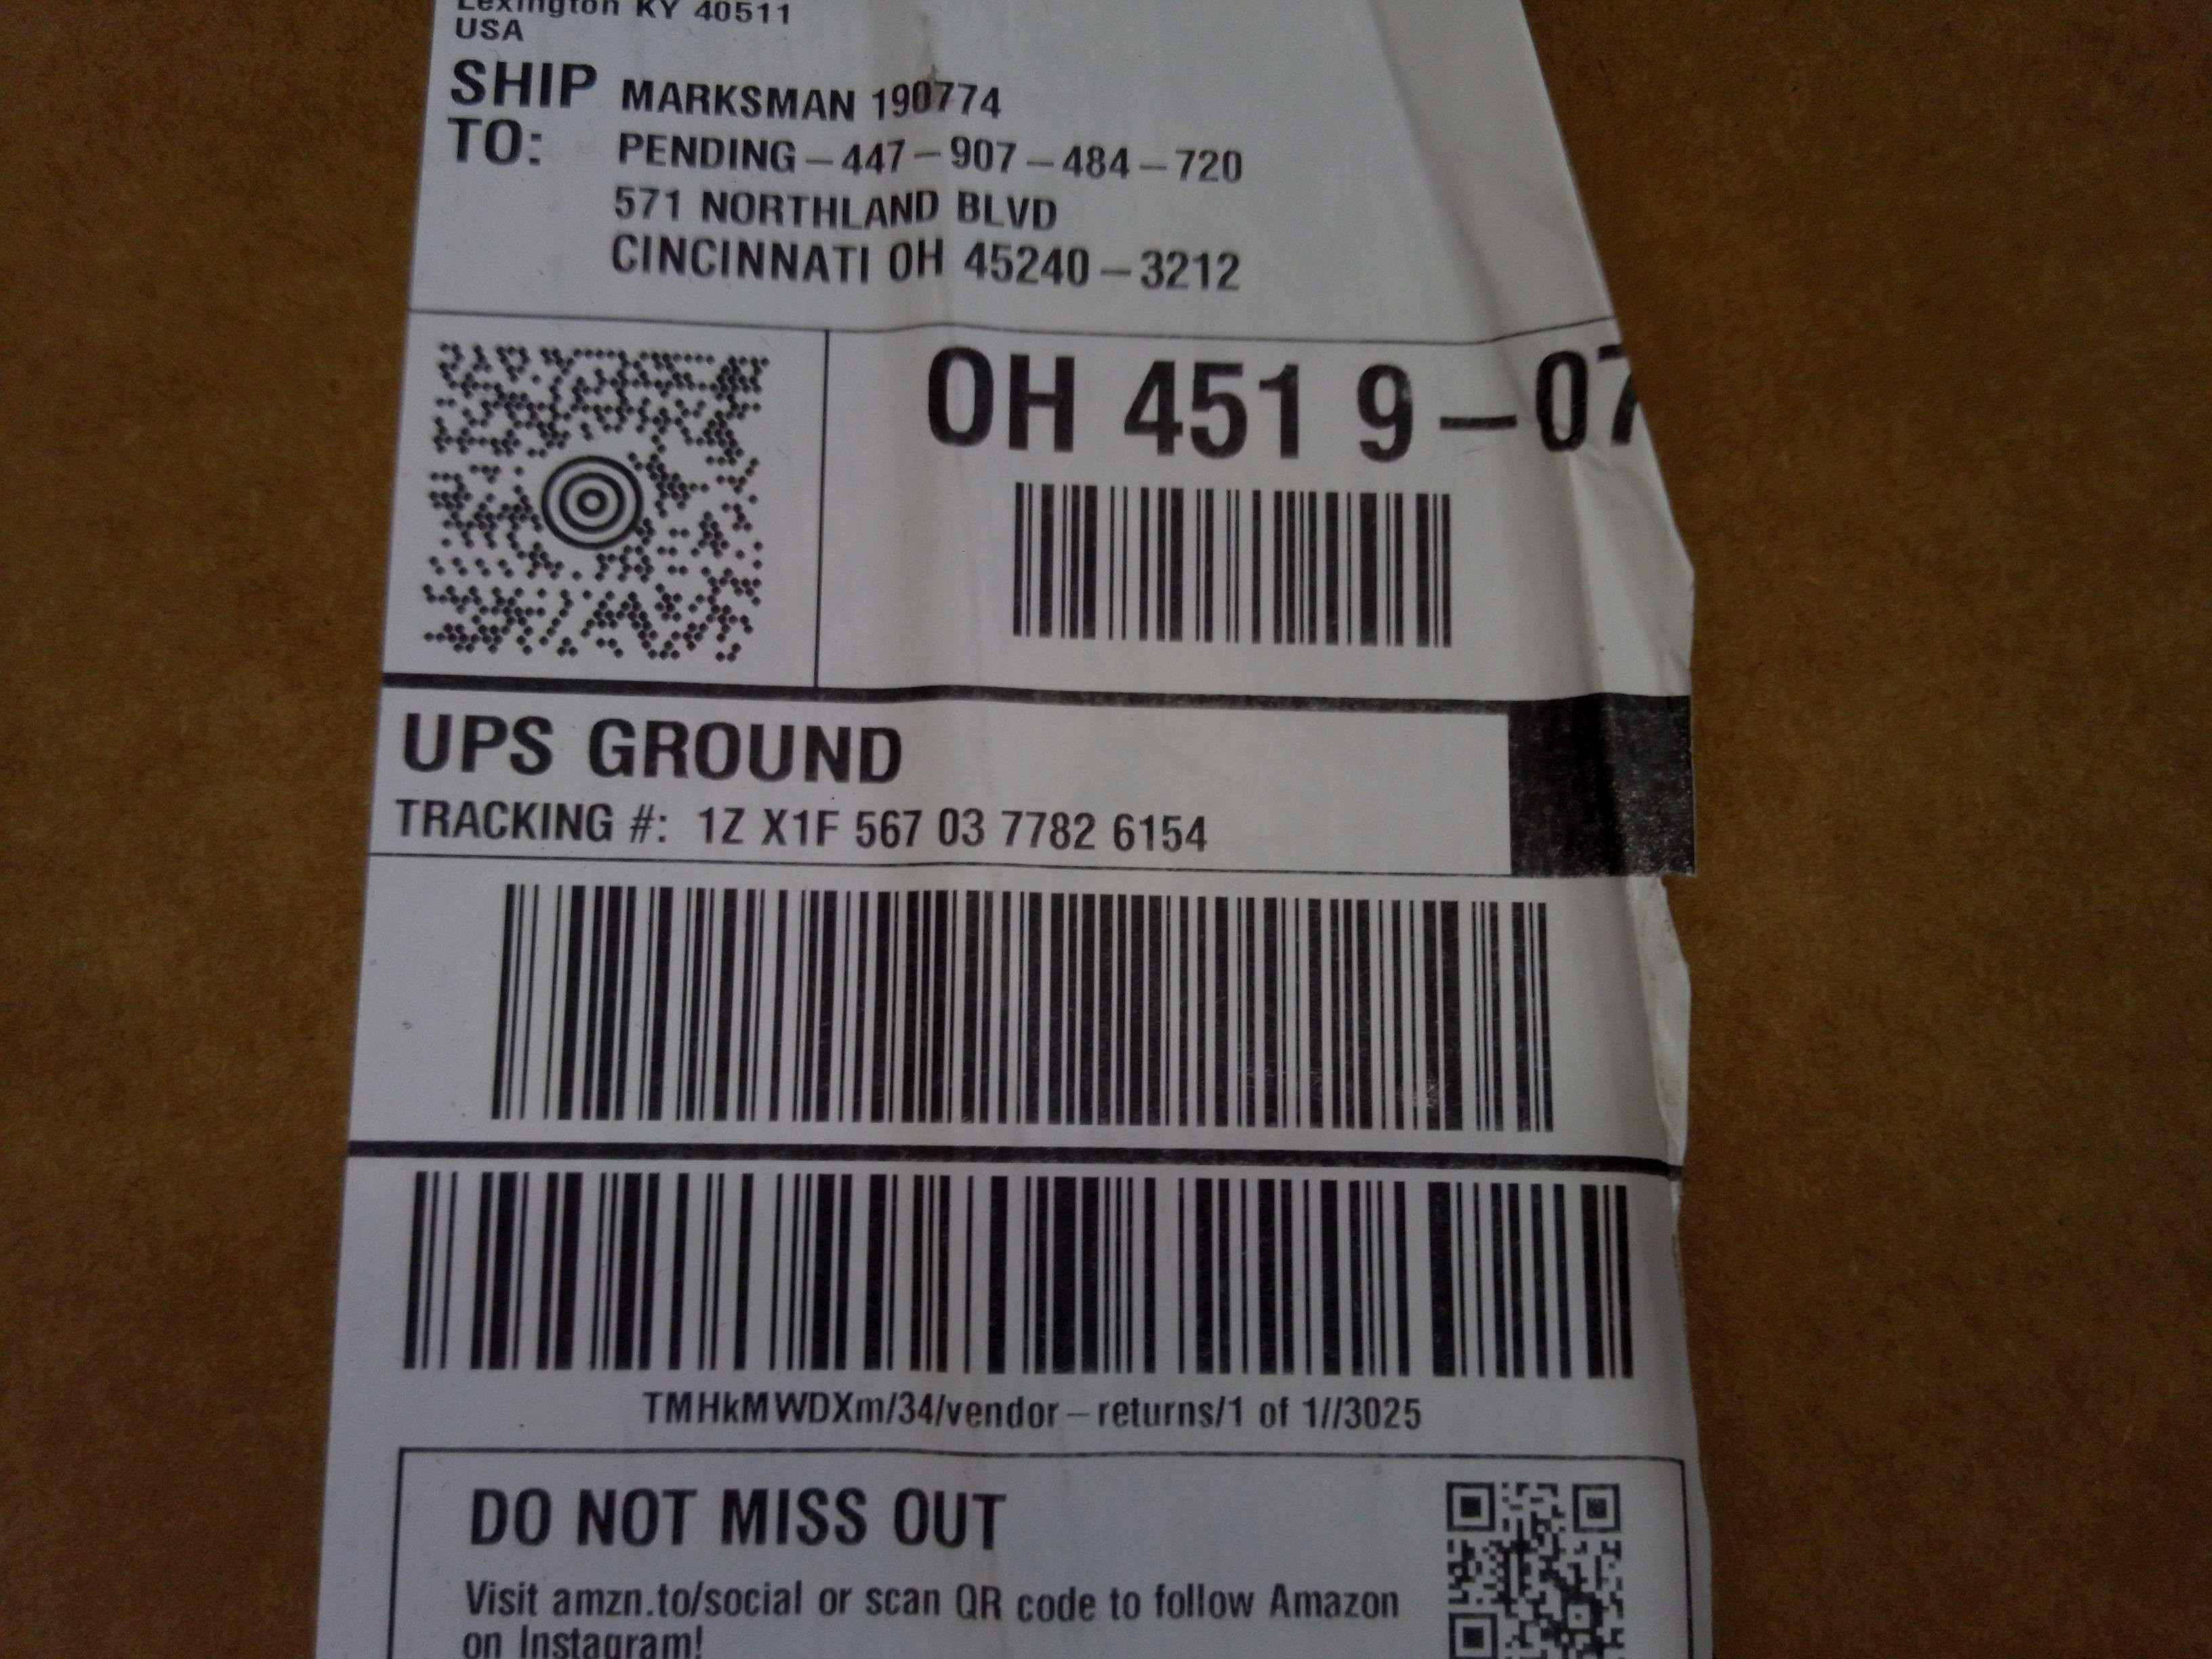 Lexington KY 40511
USA
SHIP TO: MARKSMAN 190774
PENDING-447-907-484-720
571 NORTHLAND BLVD
CINCINNATI OH 45240-3212
OH 451 9-07
UPS GROUND
TRACKING #: 1Z X1F 567 03 7782 6154
TMHkMWDXm/34/vendor-returns/1 of 1//3025
DO NOT MISS OUT
Visit amzn.to/social or scan QR code to follow Amazon
on Instagram!